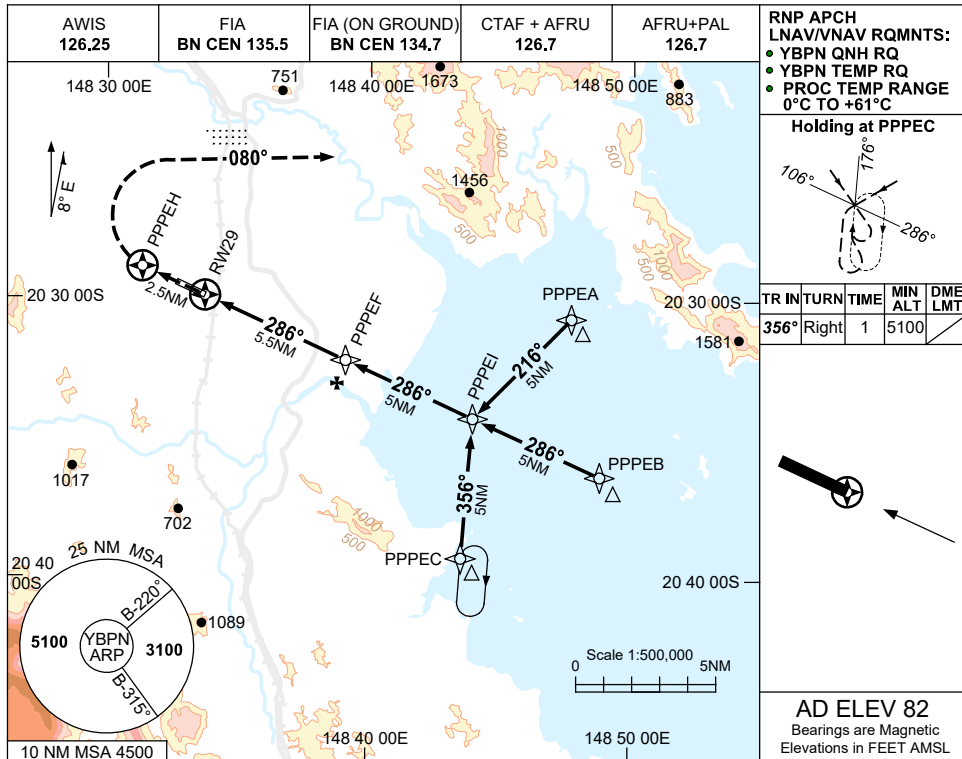 AWIS
126.25
FIA
BN CEN 135.5
FIA (ON GROUND)
BN CEN 134.7
CTAF + AFRU
126.7
AFRU+PAL
126.7
RNP APCH
LNAV/VNAV RQMNTS:
YBPN QNH RQ
YBPN TEMP RQ
PROC TEMP RANGE
0°C TO +61°C
Holding at PPPEC
176°
106°
286°
TR IN TURN TIME MIN ALT DME LMT
356° Right 1 5100
148 30 00E
751
148 40 00E
1673
148 50 00E
883
1000
500
8° E
080°
1456
500
500
1000
500
PPPEH
RW29
2.5NM
20 30 00S
286°
5.5NM
PPPEF
PPPEA
20 30 00S
1581
216°
5NM
PPPEI
286°
5NM
286°
5NM
PPPEB
356°
5NM
1017
702
1000
500
PPPEC
20 40
00S
20 40 00S
25 NM MSA
B-220°
5100
YBPN
ARP
3100
B-315°
1089
Scale 1:500,000
0 5NM
10 NM MSA 4500
148 40 00E
148 50 00E
AD ELEV 82
Bearings are Magnetic
Elevations in FEET AMSL